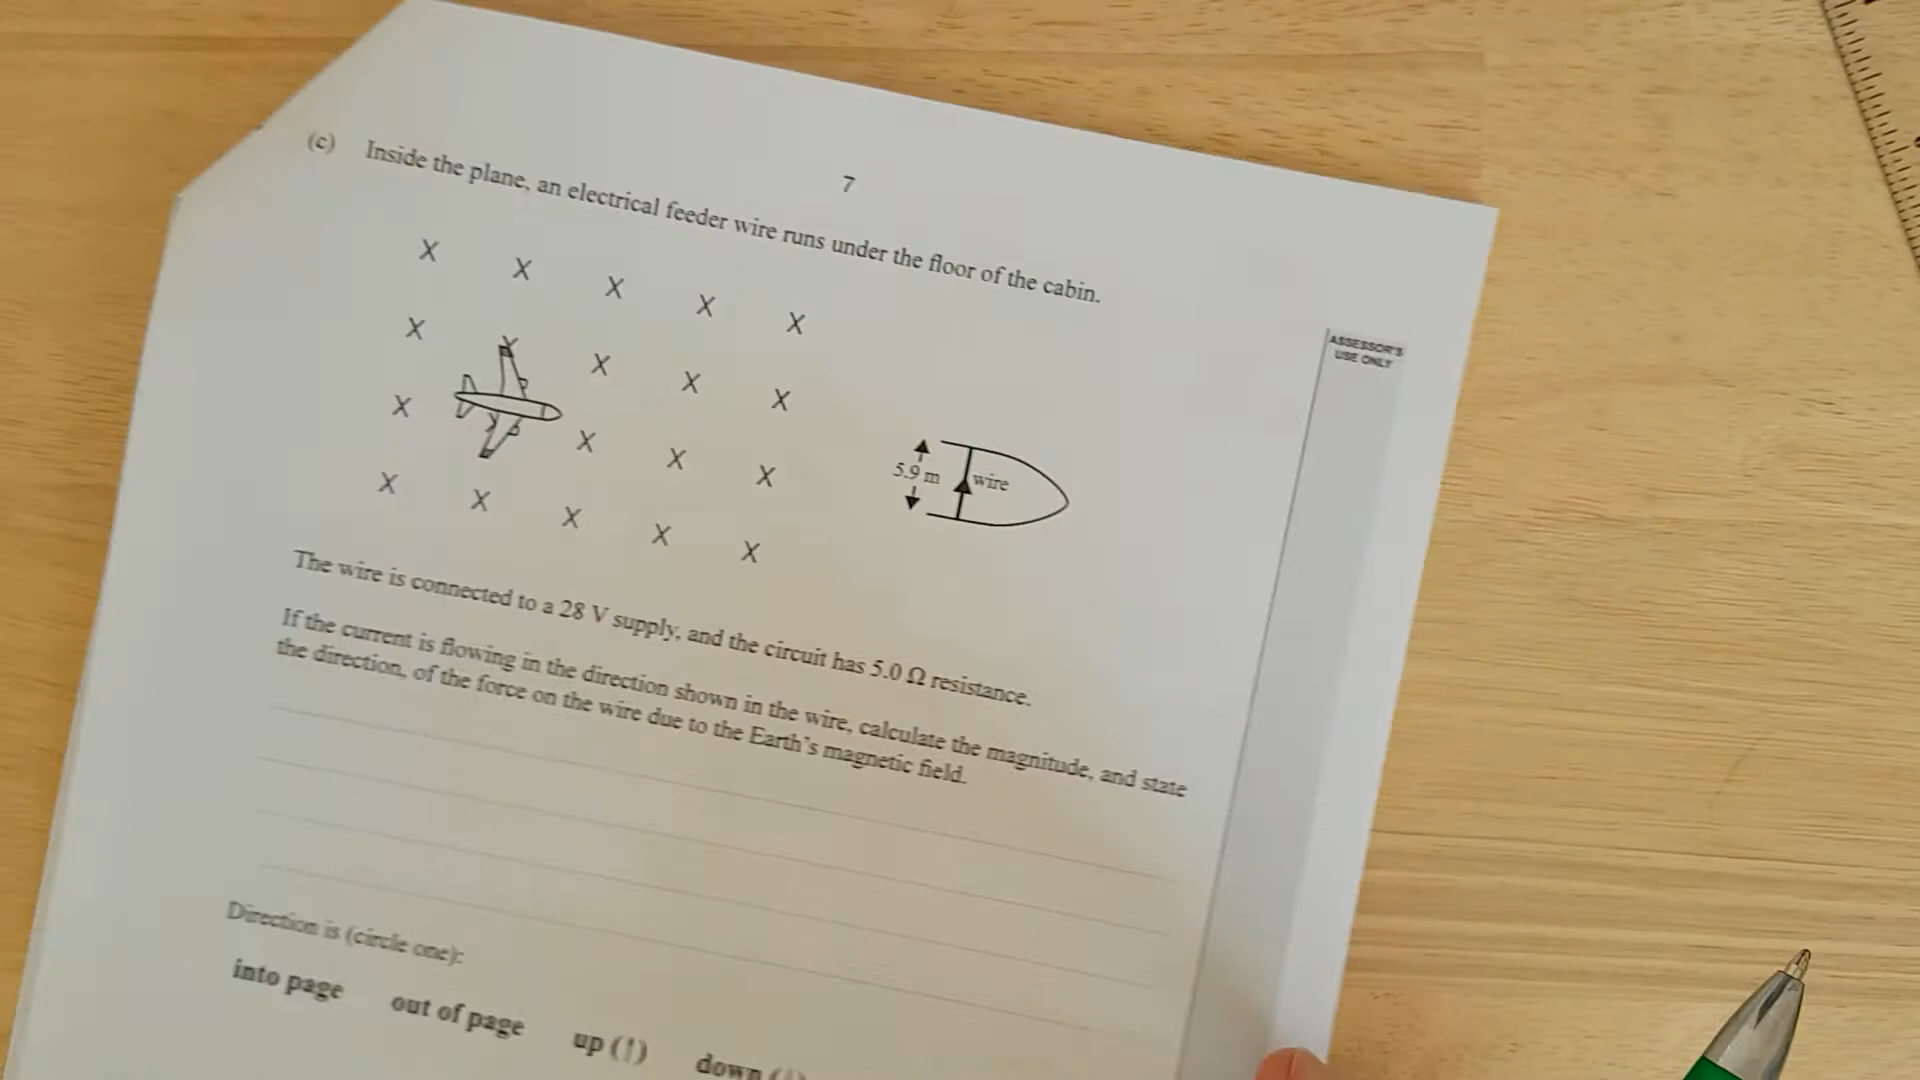 7
(c) Inside the plane, an electrical feeder wire runs under the floor of the cabin.
X X X X X
X X X X X
X X X X X
X X X X X
ASSESSOR'S
USE ONLY
5.9 m
wire
The wire is connected to a 28 V supply, and the circuit has 5.0 Ω resistance.
If the current is flowing in the direction shown in the wire, calculate the magnitude, and state
the direction, of the force on the wire due to the Earth's magnetic field.
Direction is (circle one):
into page out of page up (↑) down (↓)